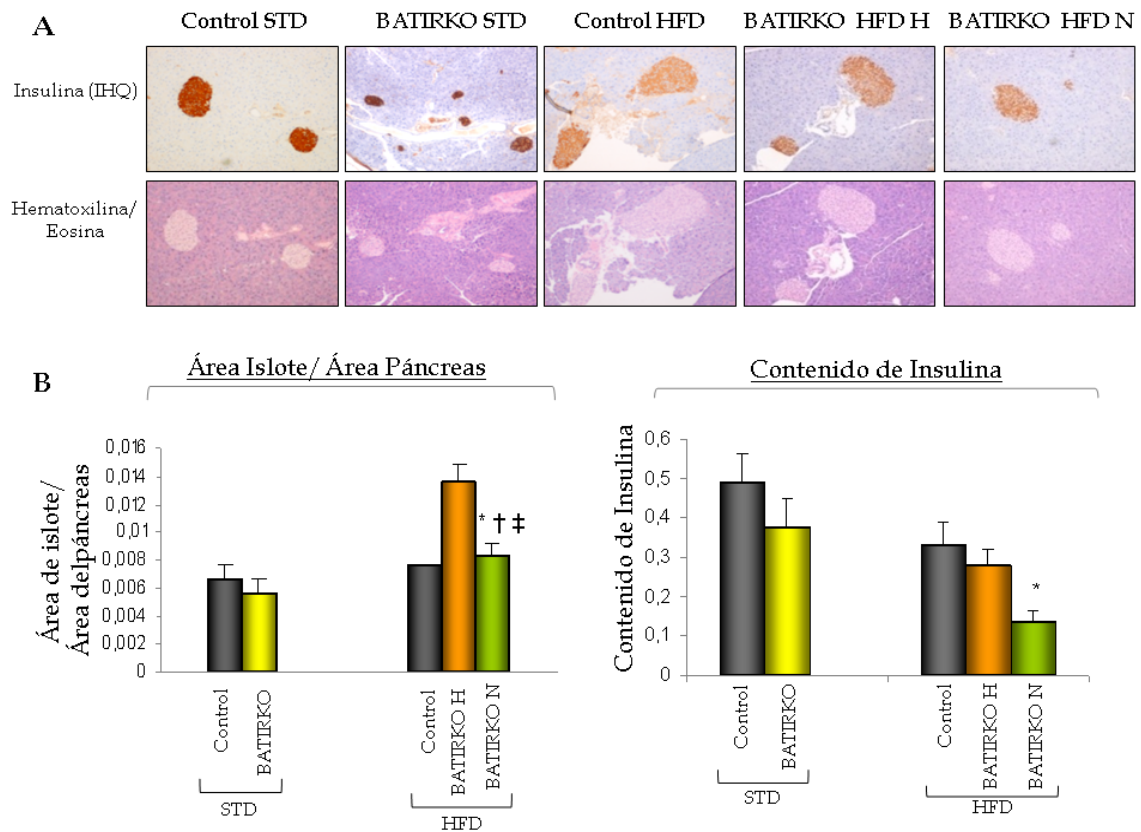 A
Control STD
BATIRKO STD
Control HFD
BATIRKO HFD H
BATIRKO HFD N
Insulina (IHQ)
Hematoxilina/
Eosina
B
Área Islote/ Área Páncreas
Área de islote/
Área delpáncreas
0,016
0,014
0,012
0,01
0,008
0,006
0,004
0,002
0
* † ‡
Control
BATIRKO
STD
Control
BATIRKO H
BATIRKO N
HFD
Contenido de Insulina
Contenido de Insulina
0,6
0,5
0,4
0,3
0,2
0,1
0
*
Control
BATIRKO
STD
Control
BATIRKO H
BATIRKO N
HFD